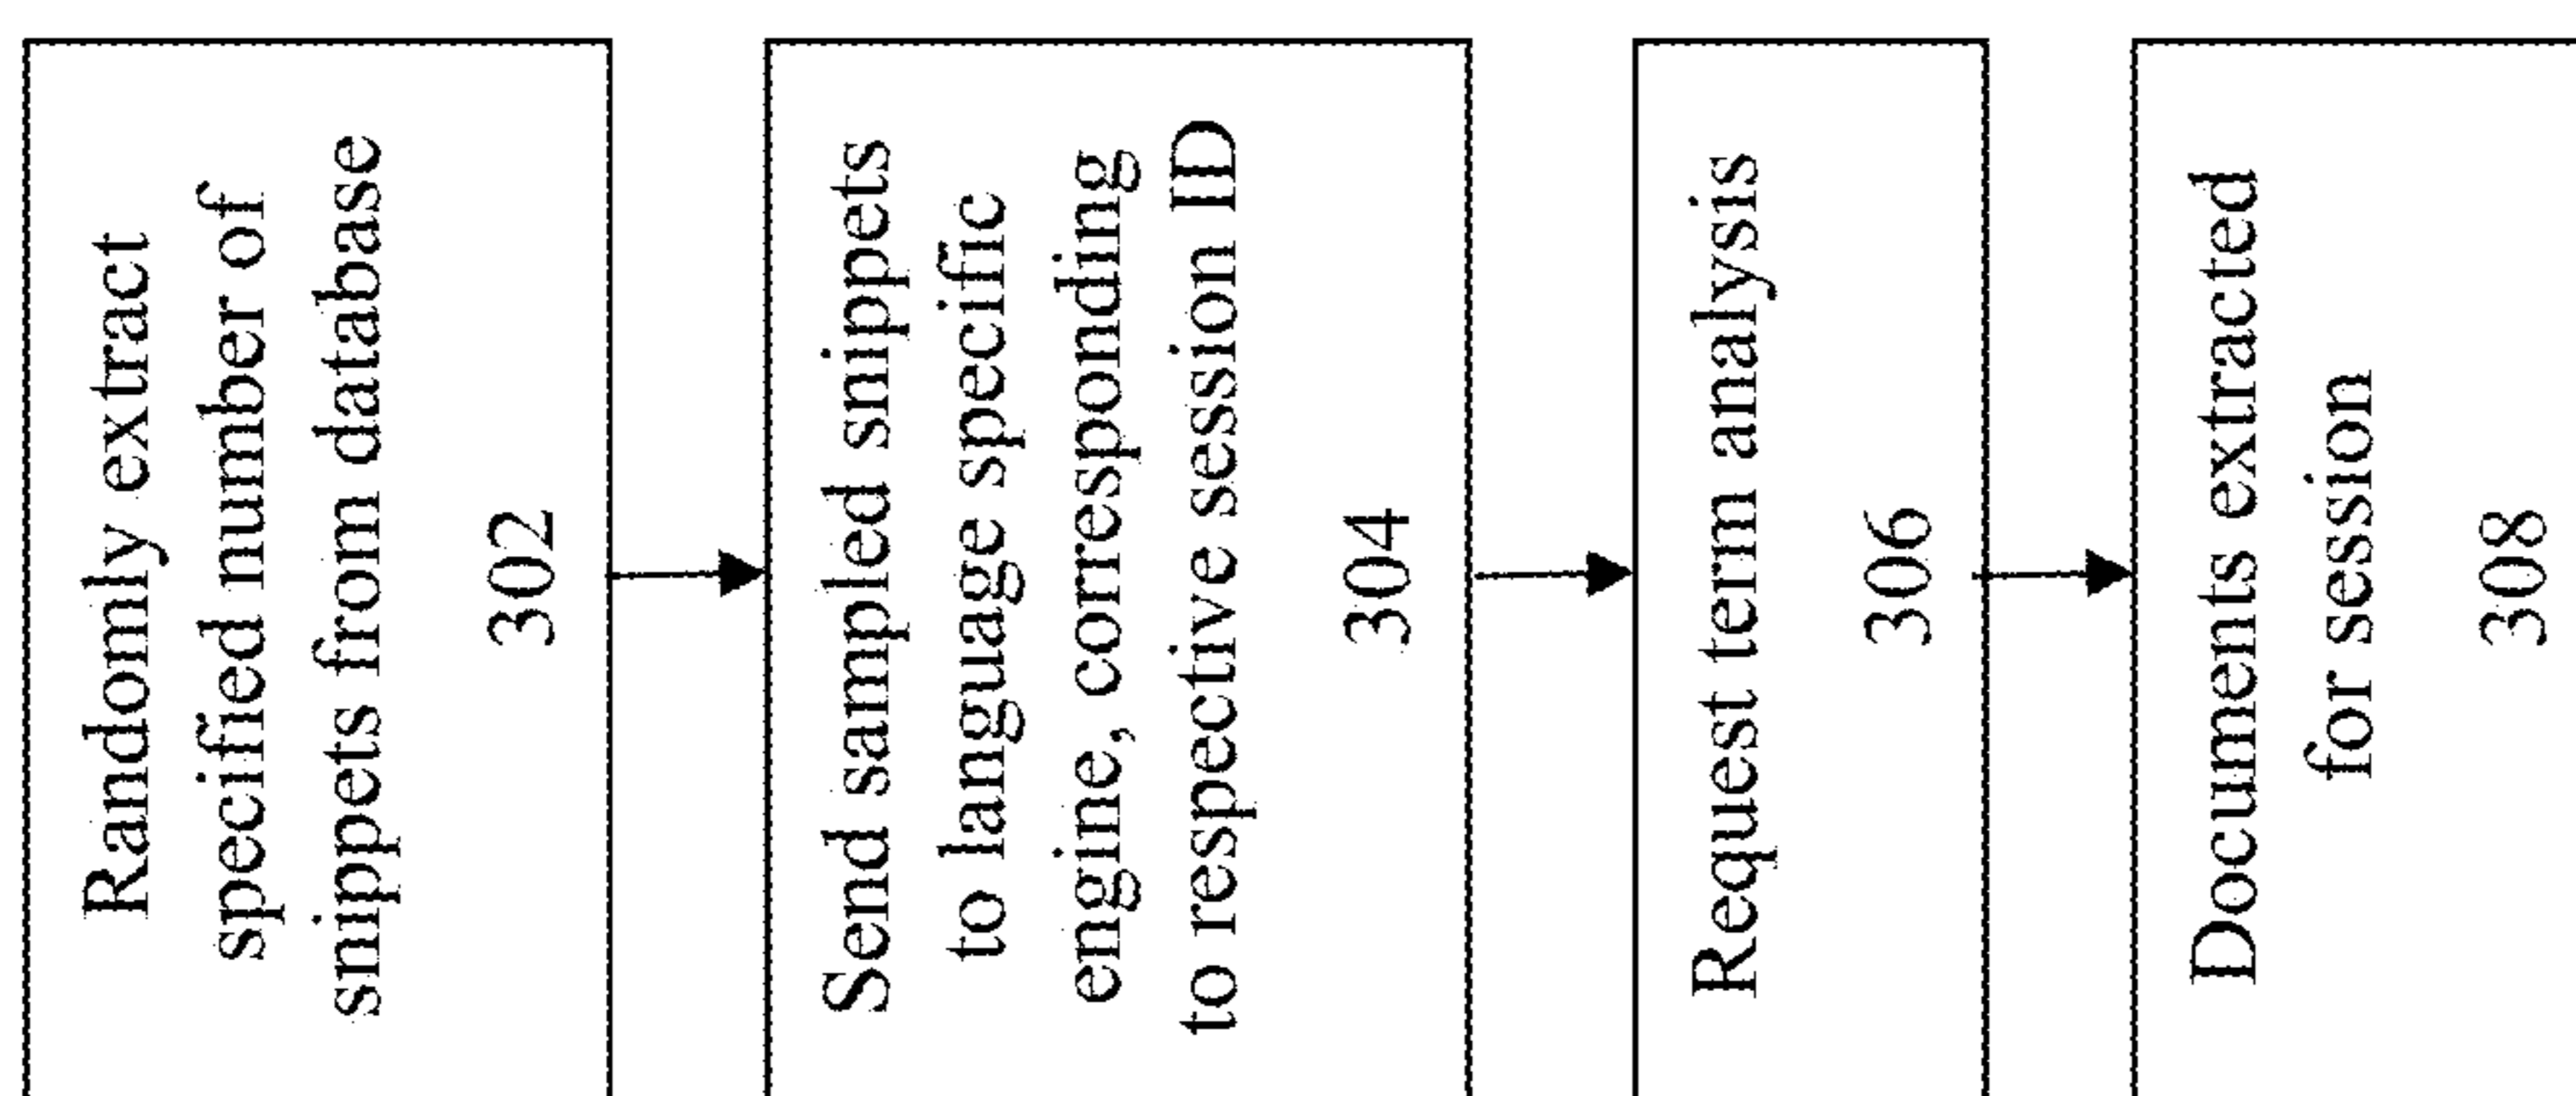 Randomly extract
specified number of
snippets from database
302
Send sampled snippets
to language specific
engine, corresponding
to respective session ID
304
Request term analysis
306
Documents extracted
for session
308